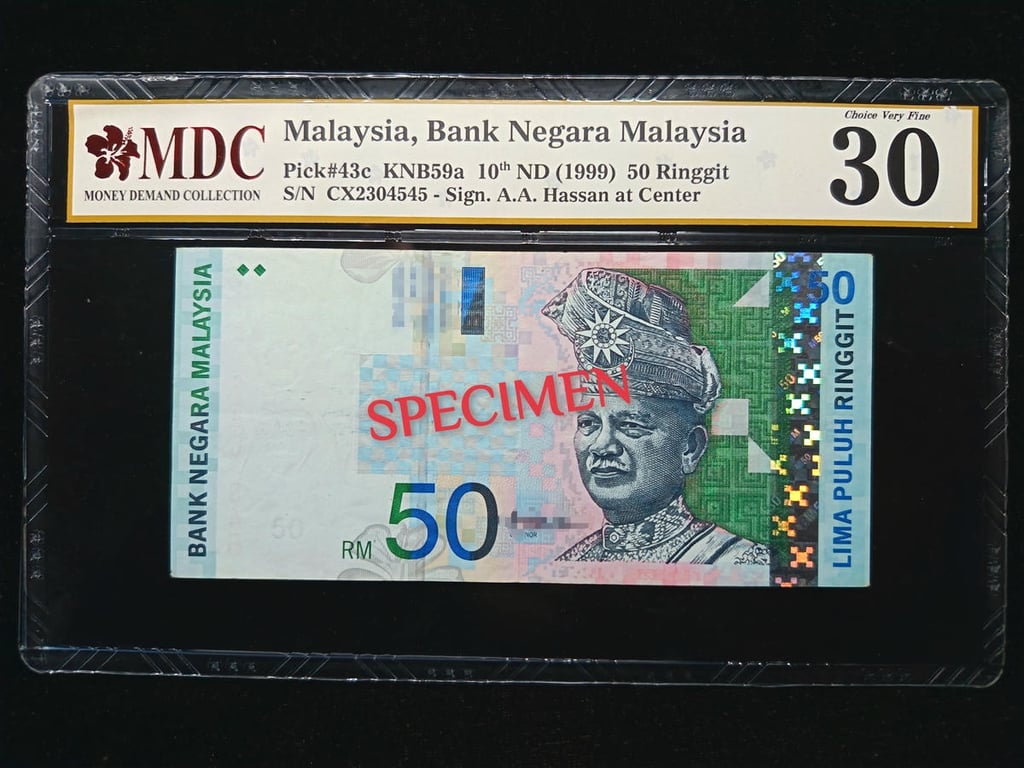 MDC
MONEY DEMAND COLLECTION
Malaysia, Bank Negara Malaysia
Pick#43c KNB59a 10th ND (1999) 50 Ringgit
S/N CX2304545 - Sign. A.A. Hassan at Center
Choice Very Fine
30
BANK NEGARA MALAYSIA
SPECIMEN
50
RM 50
50
LIMA PULUH RINGGIT